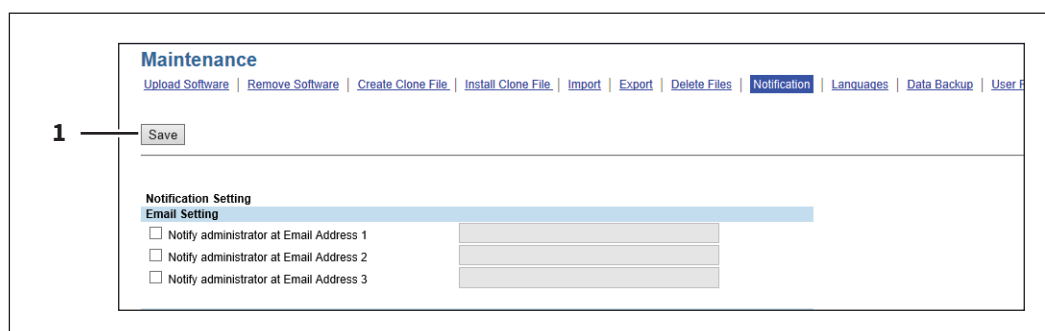 Maintenance
Upload Software | Remove Software | Create Clone File | Install Clone File | Import | Export | Delete Files | Notification | Languages | Data Backup | User
1
Save
Notification Setting
Email Setting
Notify administrator at Email Address 1
Notify administrator at Email Address 2
Notify administrator at Email Address 3